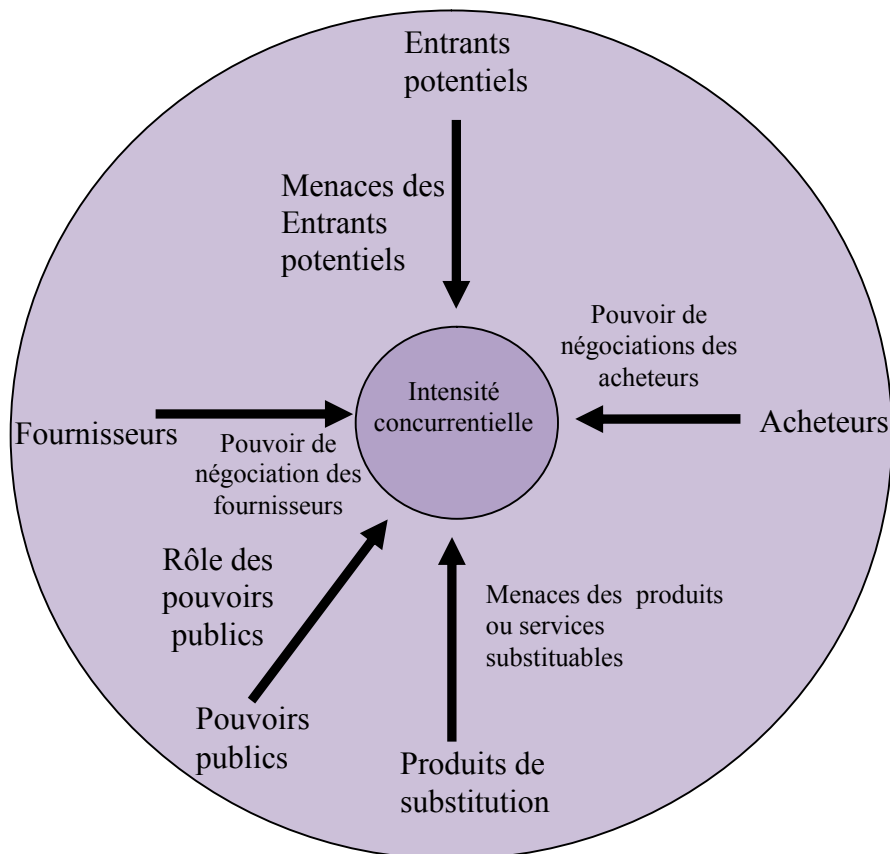 Entrants
potentiels
Menaces des
Entrants
potentiels
Pouvoir de
négociations des
acheteurs
Intensité
concurrentielle
Fournisseurs
Acheteurs
Pouvoir de
négociation des
fournisseurs
Rôle des
pouvoirs
publics
Menaces des produits
ou services
substituables
Pouvoirs
publics
Produits de
substitution